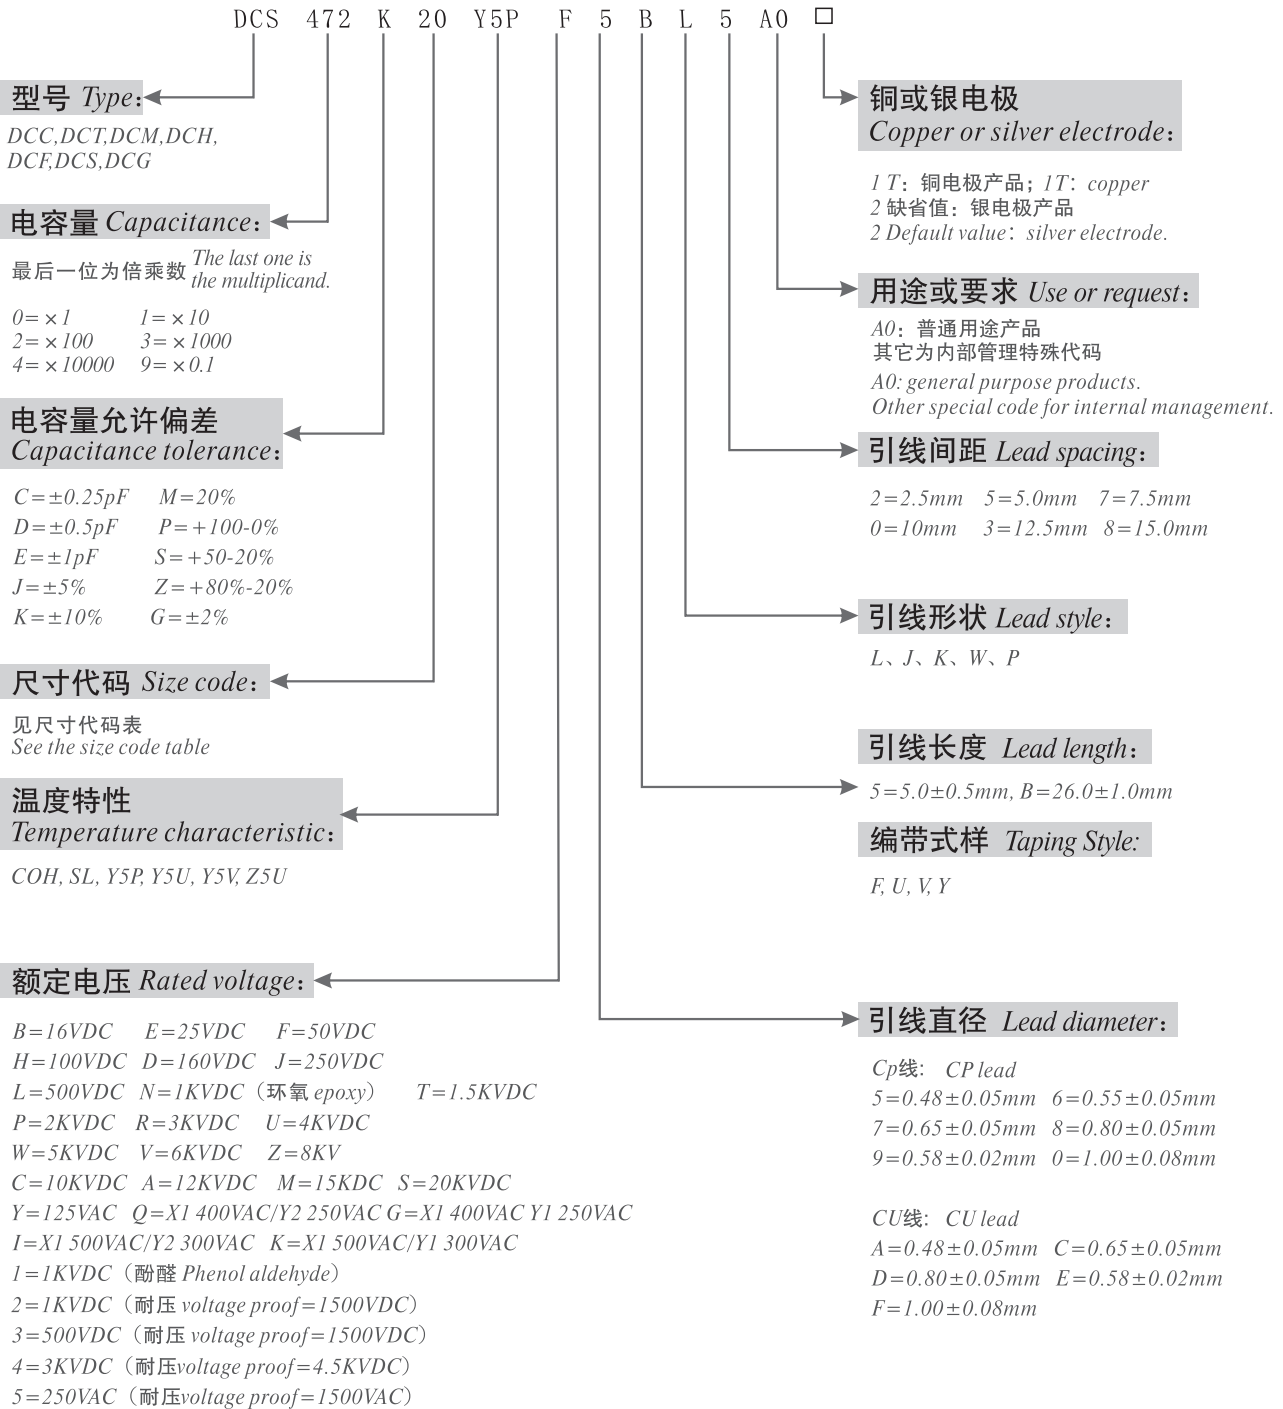 DCS 472 K 20 Y5P F 5 B L 5 A0 □
型号 Type:
DCC,DCT,DCM,DCH,
DCF,DCS,DCG
电容量 Capacitance:
最后一位为倍乘数 The last one is
the multiplicand.
0=×1 1=×10
2=×100 3=×1000
4=×10000 9=×0.1
电容量允许偏差
Capacitance tolerance:
C=±0.25pF M=20%
D=±0.5pF P=+100-0%
E=±1pF S=+50-20%
J=±5% Z=+80%-20%
K=±10% G=±2%
尺寸代码 Size code:
见尺寸代码表
See the size code table
温度特性
Temperature characteristic:
COH, SL, Y5P, Y5U, Y5V, Z5U
额定电压 Rated voltage:
B=16VDC E=25VDC F=50VDC
H=100VDC D=160VDC J=250VDC
L=500VDC N=1KVDC（环氧 epoxy） T=1.5KVDC
P=2KVDC R=3KVDC U=4KVDC
W=5KVDC V=6KVDC Z=8KV
C=10KVDC A=12KVDC M=15KDC S=20KVDC
Y=125VAC Q=X1 400VAC/Y2 250VAC G=X1 400VAC Y1 250VAC
I=X1 500VAC/Y2 300VAC K=X1 500VAC/Y1 300VAC
1=1KVDC（酚醛 Phenol aldehyde）
2=1KVDC（耐压 voltage proof=1500VDC）
3=500VDC（耐压 voltage proof=1500VDC）
4=3KVDC（耐压voltage proof=4.5KVDC）
5=250VAC（耐压voltage proof=1500VAC）
铜或银电极
Copper or silver electrode:
1 T：铜电极产品；1T：copper
2 缺省值：银电极产品
2 Default value：silver electrode.
用途或要求 Use or request:
A0：普通用途产品
其它为内部管理特殊代码
A0: general purpose products.
Other special code for internal management.
引线间距 Lead spacing:
2=2.5mm 5=5.0mm 7=7.5mm
0=10mm 3=12.5mm 8=15.0mm
引线形状 Lead style:
L、J、K、W、P
引线长度 Lead length:
5=5.0±0.5mm, B=26.0±1.0mm
编带式样 Taping Style:
F, U, V, Y
引线直径 Lead diameter:
Cp线: CP lead
5=0.48±0.05mm 6=0.55±0.05mm
7=0.65±0.05mm 8=0.80±0.05mm
9=0.58±0.02mm 0=1.00±0.08mm
CU线: CU lead
A=0.48±0.05mm C=0.65±0.05mm
D=0.80±0.05mm E=0.58±0.02mm
F=1.00±0.08mm